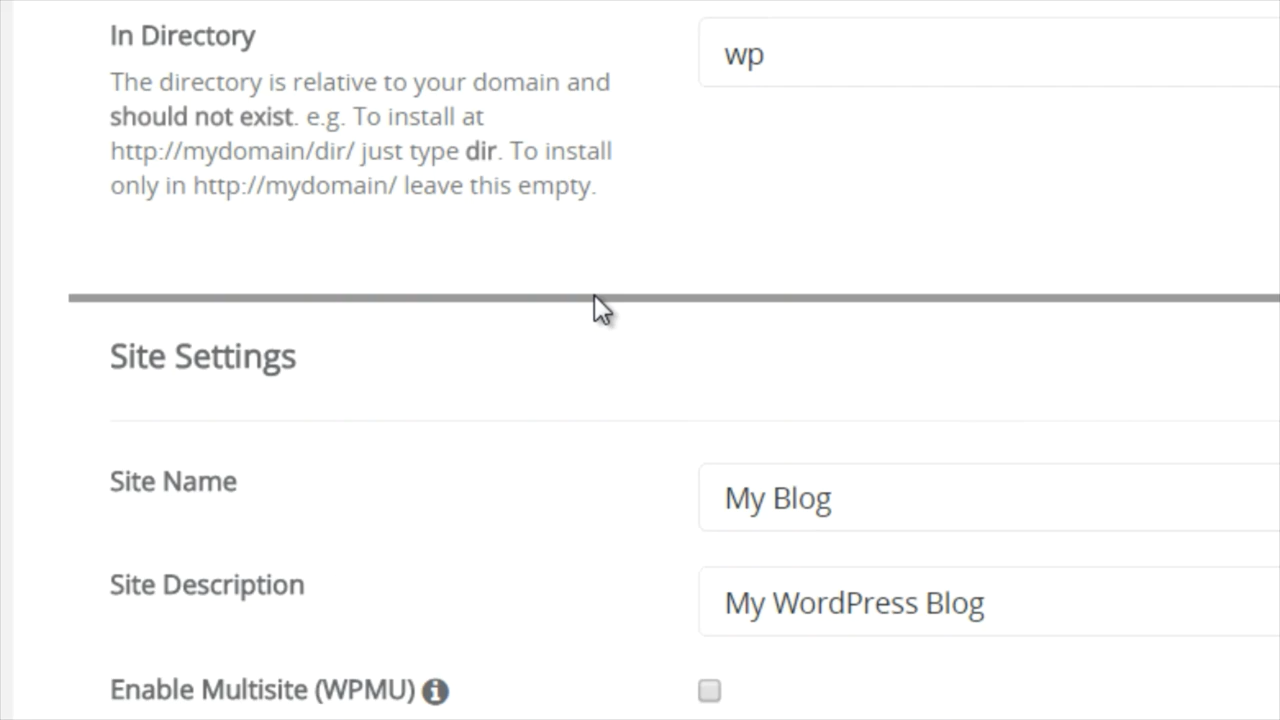 In Directory
wp
The directory is relative to your domain and
should not exist. e.g. To install at
http://mydomain/dir/ just type dir. To install
only in http://mydomain/ leave this empty.
Site Settings
Site Name
My Blog
Site Description
My WordPress Blog
Enable Multisite (WPMU)